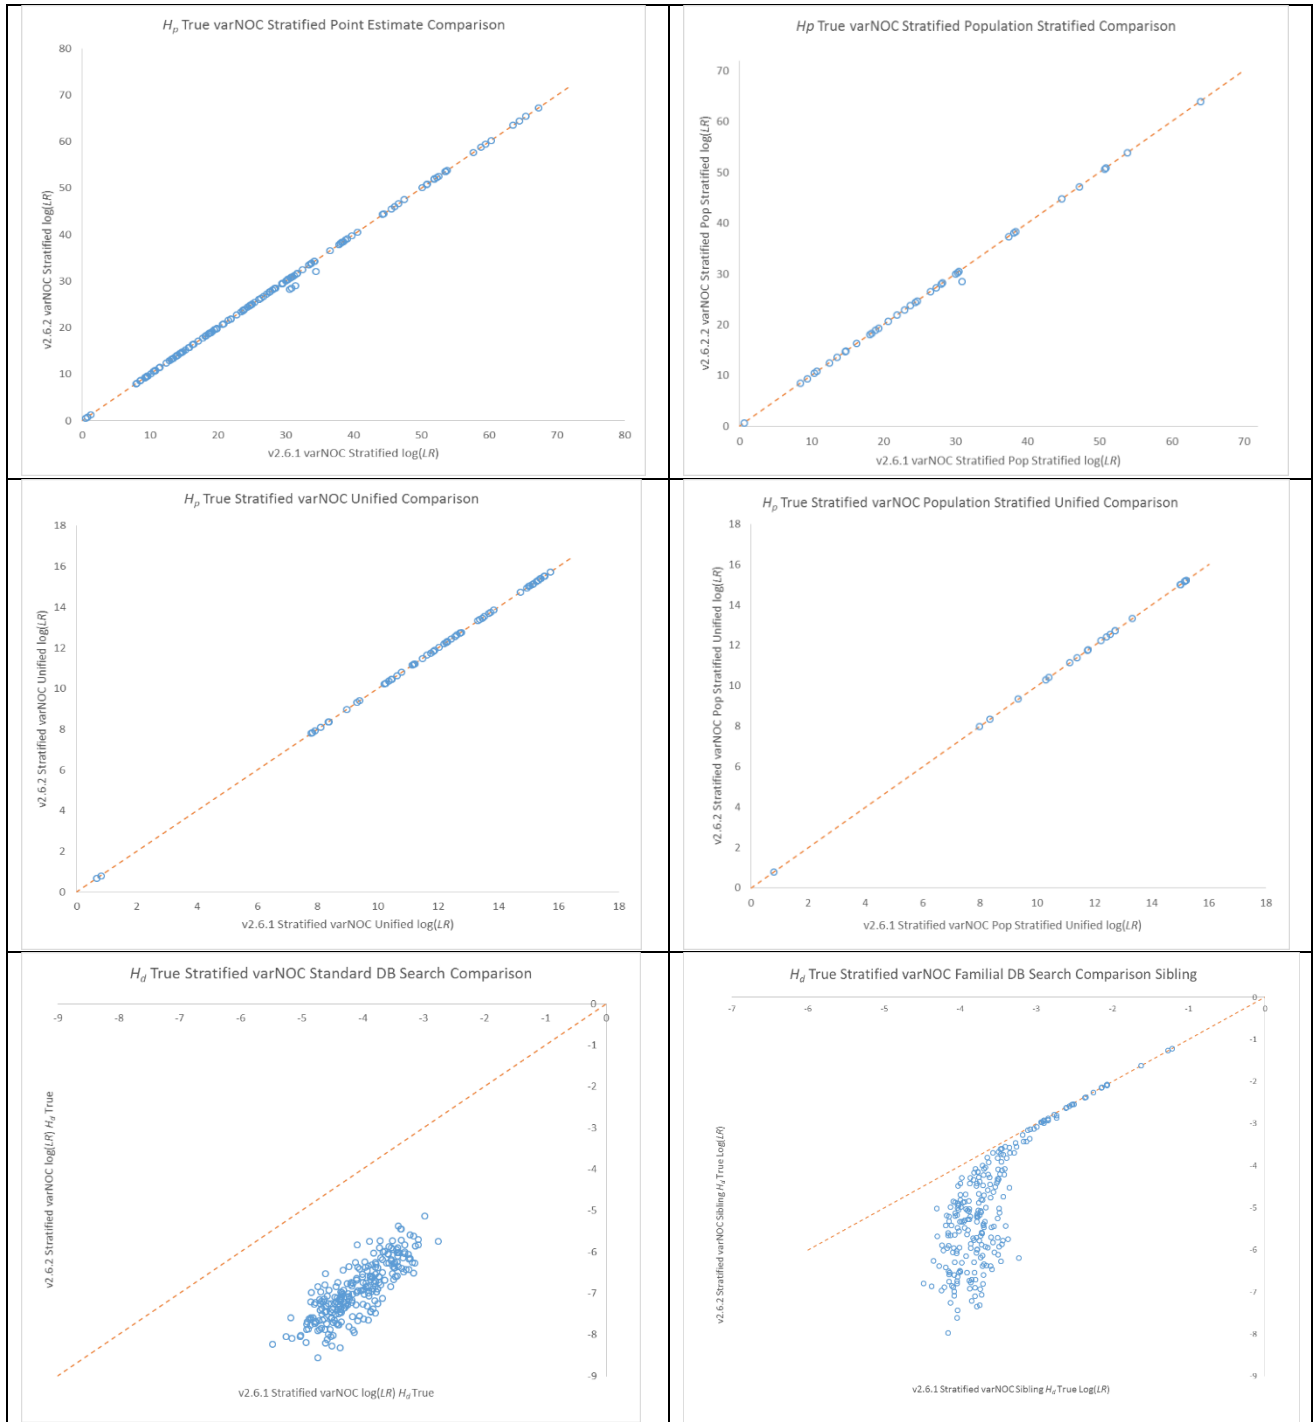 Hp True varNOC Stratified Point Estimate Comparison
80
70
60
50
40
30
20
10
0
v2.6.2 varNOC Stratified log(LR)
0 10 20 30 40 50 60 70 80
v2.6.1 varNOC Stratified log(LR)
Hp True varNOC Stratified Population Stratified Comparison
70
60
50
40
30
20
10
0
v2.6.2.2 varNOC Stratified Pop Stratified log(LR)
0 10 20 30 40 50 60 70
v2.6.1 varNOC Stratified Pop Stratified log(LR)
Hp True Stratified varNOC Unified Comparison
18
16
14
12
10
8
6
4
2
0
v2.6.2 Stratified varNOC Unified log(LR)
0 2 4 6 8 10 12 14 16 18
v2.6.1 Stratified varNOC Unified log(LR)
Hp True Stratified varNOC Population Stratified Unified Comparison
18
16
14
12
10
8
6
4
2
0
v2.6.2 Stratified varNOC Pop Stratified Unified log(LR)
0 2 4 6 8 10 12 14 16 18
v2.6.1 Stratified varNOC Pop Stratified Unified log(LR)
Hd True Stratified varNOC Standard DB Search Comparison
0
-9 -8 -7 -6 -5 -4 -3 -2 -1 0
-1
-2
-3
-4
-5
-6
-7
-8
-9
v2.6.2 Stratified varNOC log(LR) Hd True
v2.6.1 Stratified varNOC log(LR) Hd True
Hd True Stratified varNOC Familial DB Search Comparison Sibling
0
-7 -6 -5 -4 -3 -2 -1 0
-1
-2
-3
-4
-5
-6
-7
-8
-9
v2.6.2 Stratified varNOC Sibling Hd True Log(LR)
v2.6.1 Stratified varNOC Sibling Hd True Log(LR)